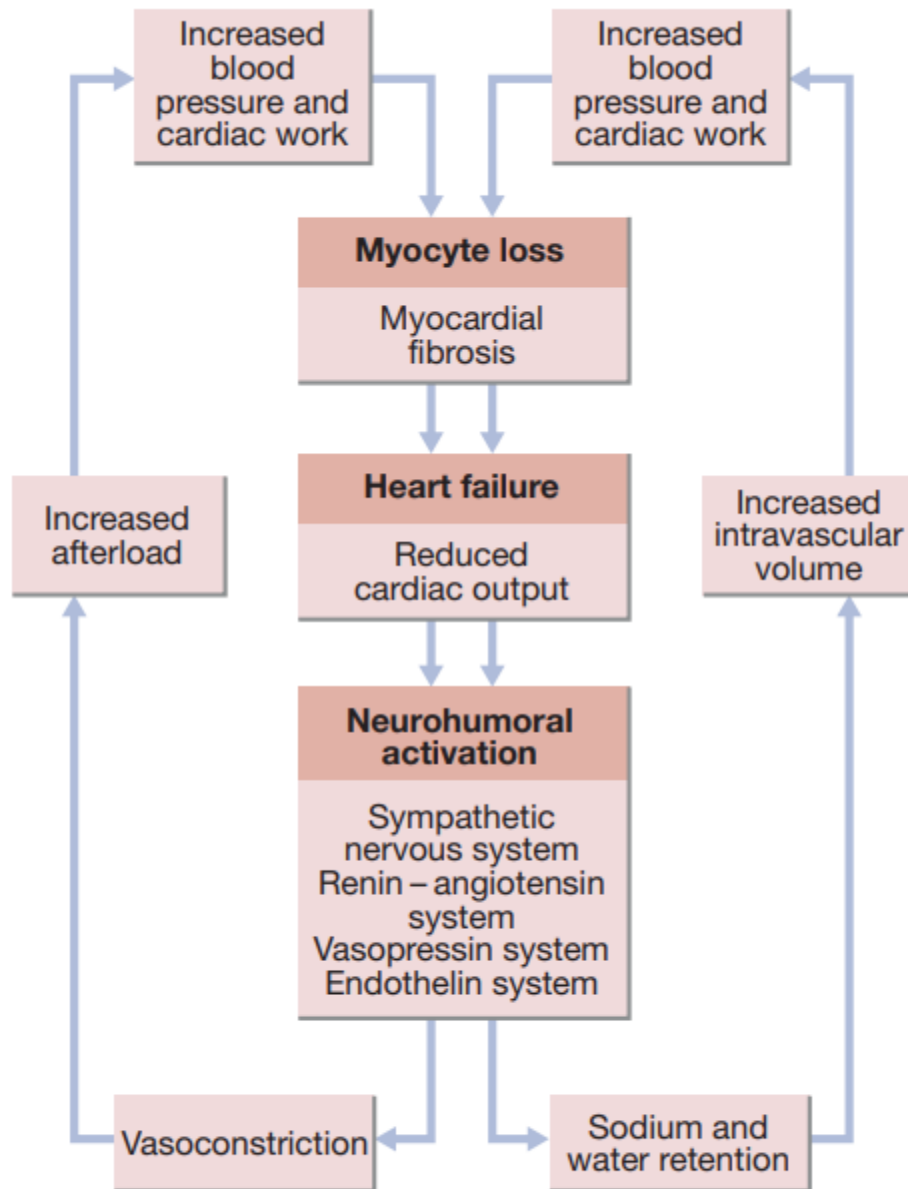 Increased
blood
pressure and
cardiac work
Increased
blood
pressure and
cardiac work
Myocyte loss
Myocardial
fibrosis
Heart failure
Reduced
cardiac output
Increased
afterload
Increased
intravascular
volume
Neurohumoral
activation
Sympathetic
nervous system
Renin – angiotensin
system
Vasopressin system
Endothelin system
Vasoconstriction
Sodium and
water retention